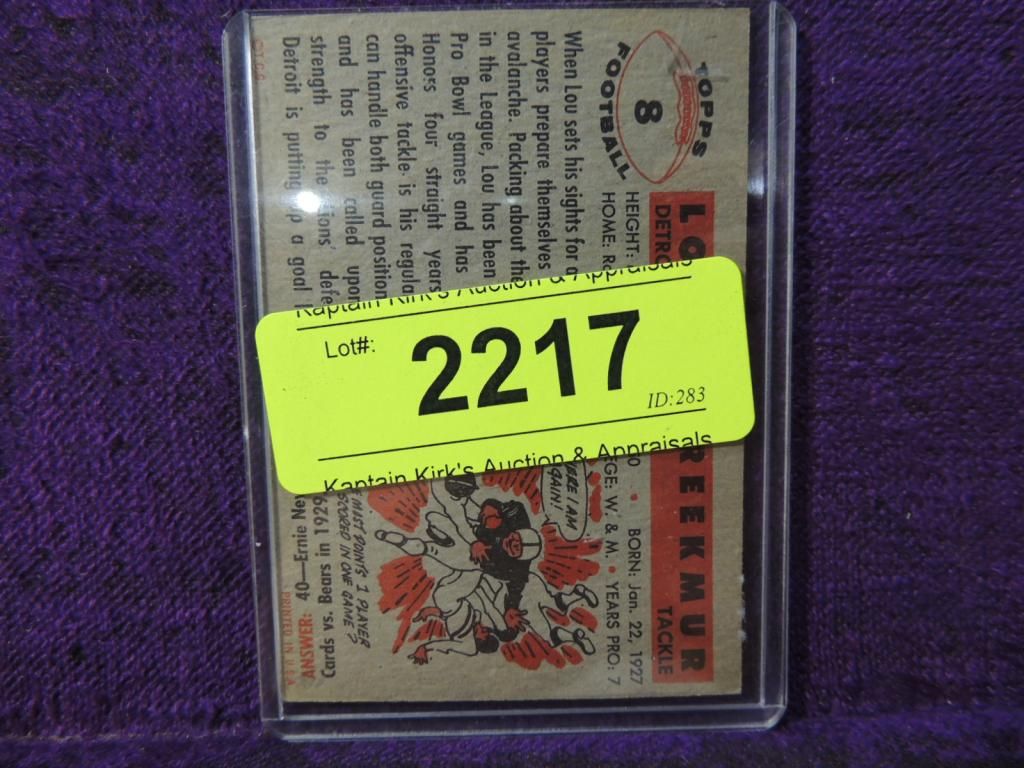 Kaptain Kirk's Auction & Appraisals
Lot#: 2217
ID:283
Kaptain Kirk's Auction & Appraisals
TOPPS
8
FOOTBALL
LO REEKMUR
DETRO TACKLE
HEIGHT: 0 • BORN: Jan. 22, 1927
HOME: EGE: W. & M. • YEARS PRO: 7
When Lou sets his sights for a
players prepare themselves
avalanche. Packing about the
in the League, Lou has been
Pro Bowl games and has
Honors four straight years
offensive tackle is his regula
can handle both guard position
and has been called upon
strength to the Lions' defe
Detroit is putting up a goal l
©T.C.G.
ERE I AM
GAIN!
MOST POINTS 1 PLAYER
SCORED IN ONE GAME?
ANSWER: 40—Ernie Nev
Cards vs. Bears in 1929
PRINTED IN U.S.A.